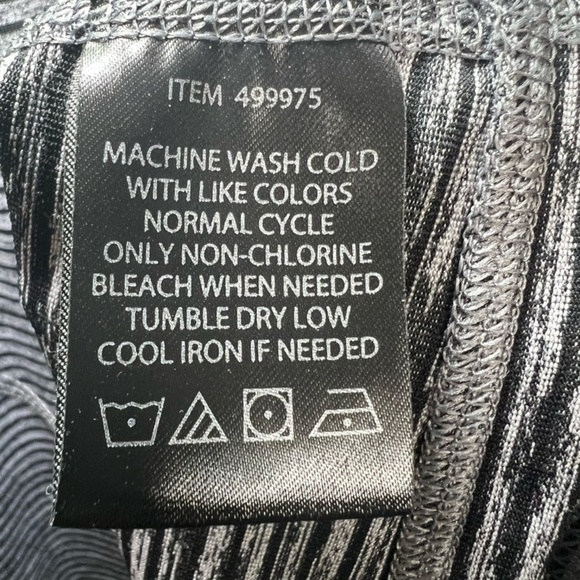 ITEM 499975
MACHINE WASH COLD
WITH LIKE COLORS
NORMAL CYCLE
ONLY NON-CHLORINE
BLEACH WHEN NEEDED
TUMBLE DRY LOW
COOL IRON IF NEEDED